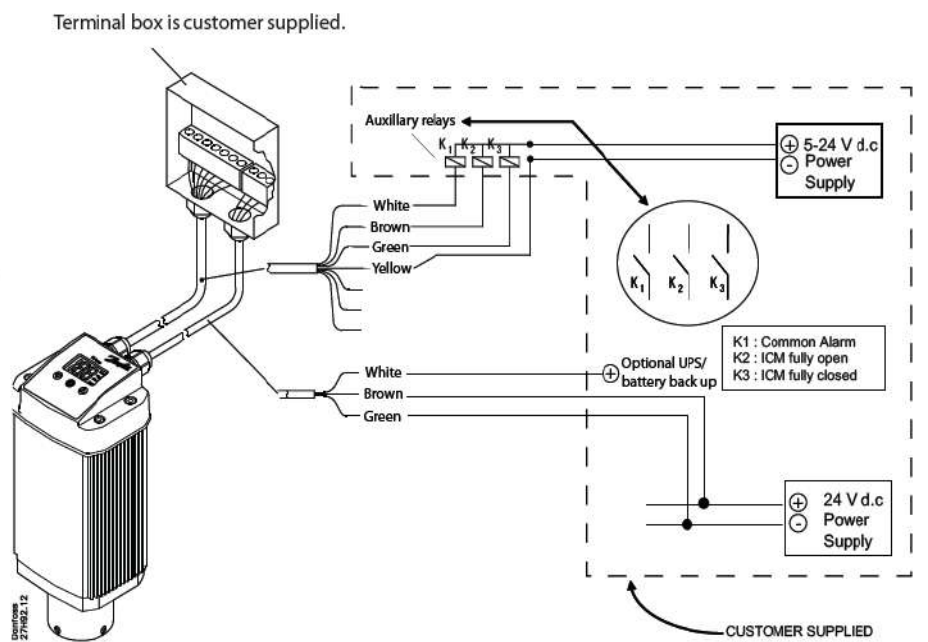 Terminal box is customer supplied.
Auxillary relays
K1 K2 K3
+ 5-24 V d.c
- Power
Supply
White
Brown
Green
Yellow
K1 K2 K3
K1 : Common Alarm
K2 : ICM fully open
K3 : ICM fully closed
White
+ Optional UPS/
battery back up
Brown
Green
+ 24 V d.c
- Power
Supply
Danfoss
27H92.12
CUSTOMER SUPPLIED